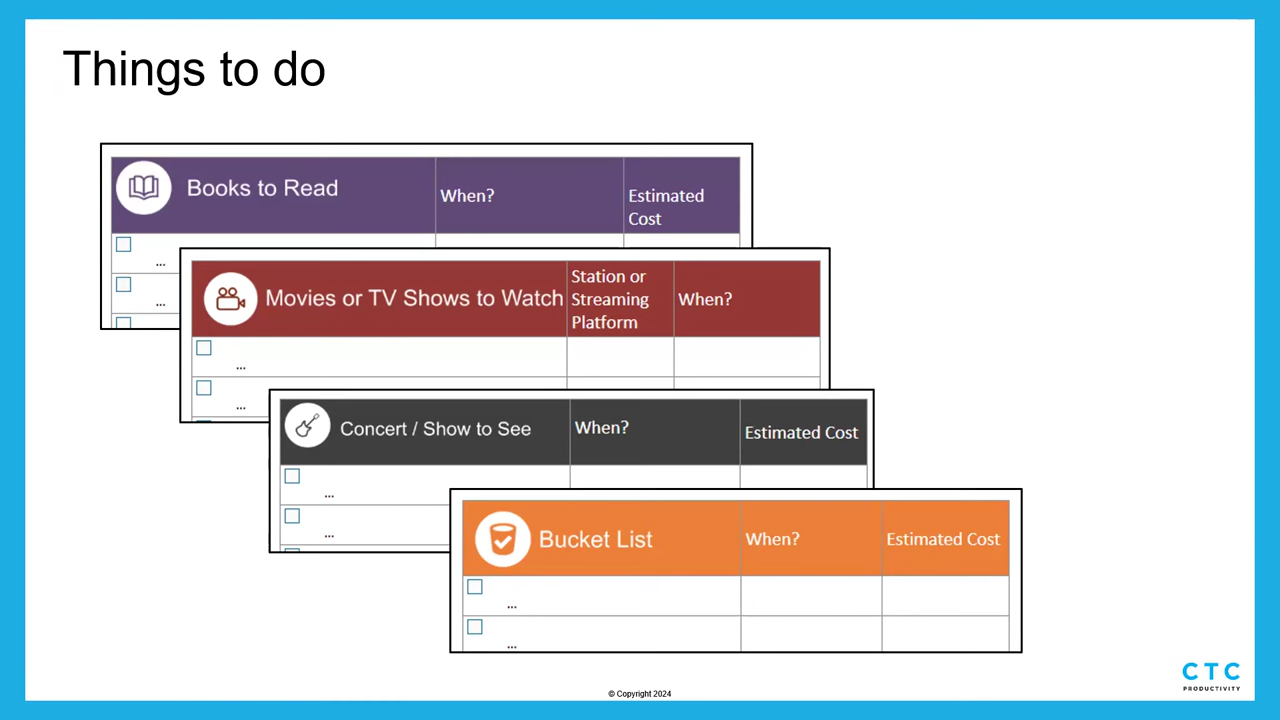 Things to do
Books to Read
When?
Estimated
Cost
...
...
Movies or TV Shows to Watch
Station or
Streaming
Platform
When?
...
...
Concert / Show to See
When?
Estimated Cost
...
...
Bucket List
When?
Estimated Cost
...
...
© Copyright 2024
CTC
PRODUCTIVITY